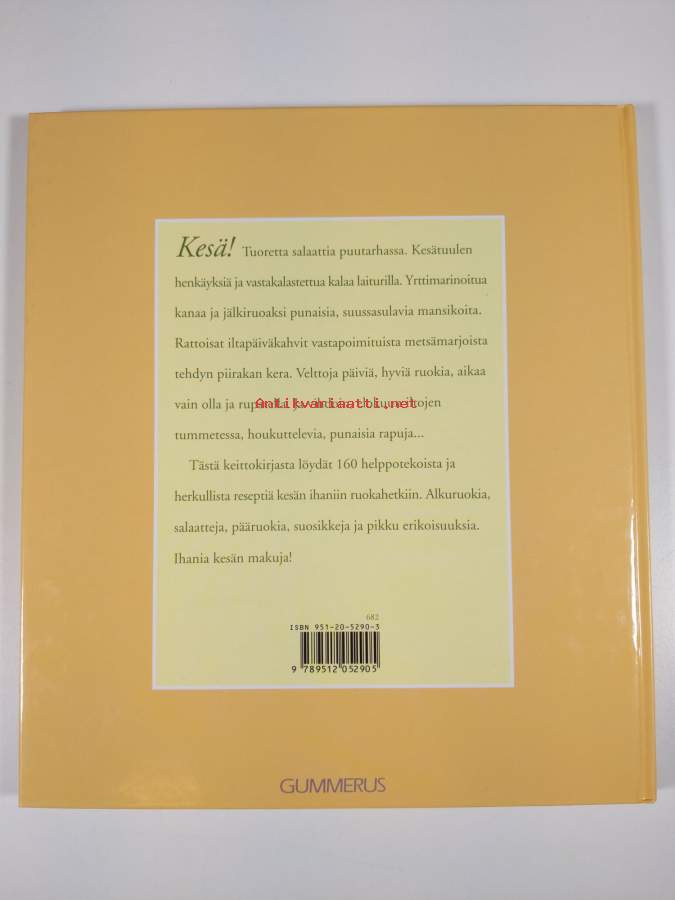 Kesä! Tuoretta salaattia puutarhassa. Kesätuulen
henkäyksiä ja vastakalastettua kalaa laiturilla. Yrttimarinoitua
kanaa ja jälkiruoaksi punaisia, suussasulavia mansikoita.
Rattoisat iltapäiväkahvit vastapoimituista metsämarjoista
tehdyn piirakan kera. Velttoja päiviä, hyviä ruokia, aikaa
vain olla ja iltojen
Antikvariaatti.net
tummetessa, houkuttelevia, punaisia rapuja...
Tästä keittokirjasta löydät 160 helppotekoista ja
herkullista reseptiä kesän ihaniin ruokahetkiin. Alkuruokia,
salaatteja, pääruokia, suosikkeja ja pikku erikoisuuksia.
Ihania kesän makuja!
682
ISBN 951-20-5290-3
9 789512 052905
GUMMERUS